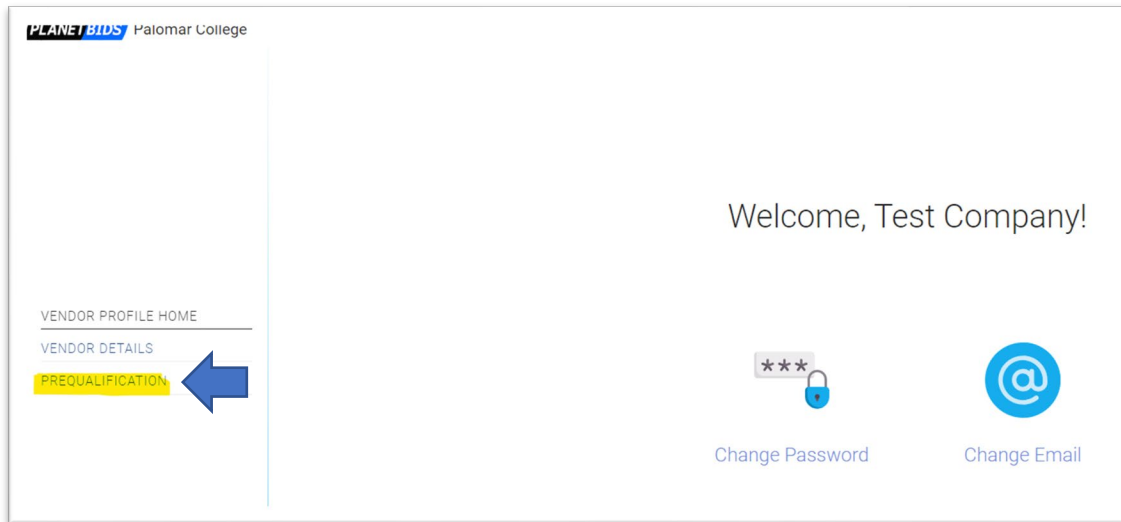 PLANETBIDS Palomar College
Welcome, Test Company!
VENDOR PROFILE HOME
VENDOR DETAILS
PREQUALIFICATION
***
@
Change Password
Change Email